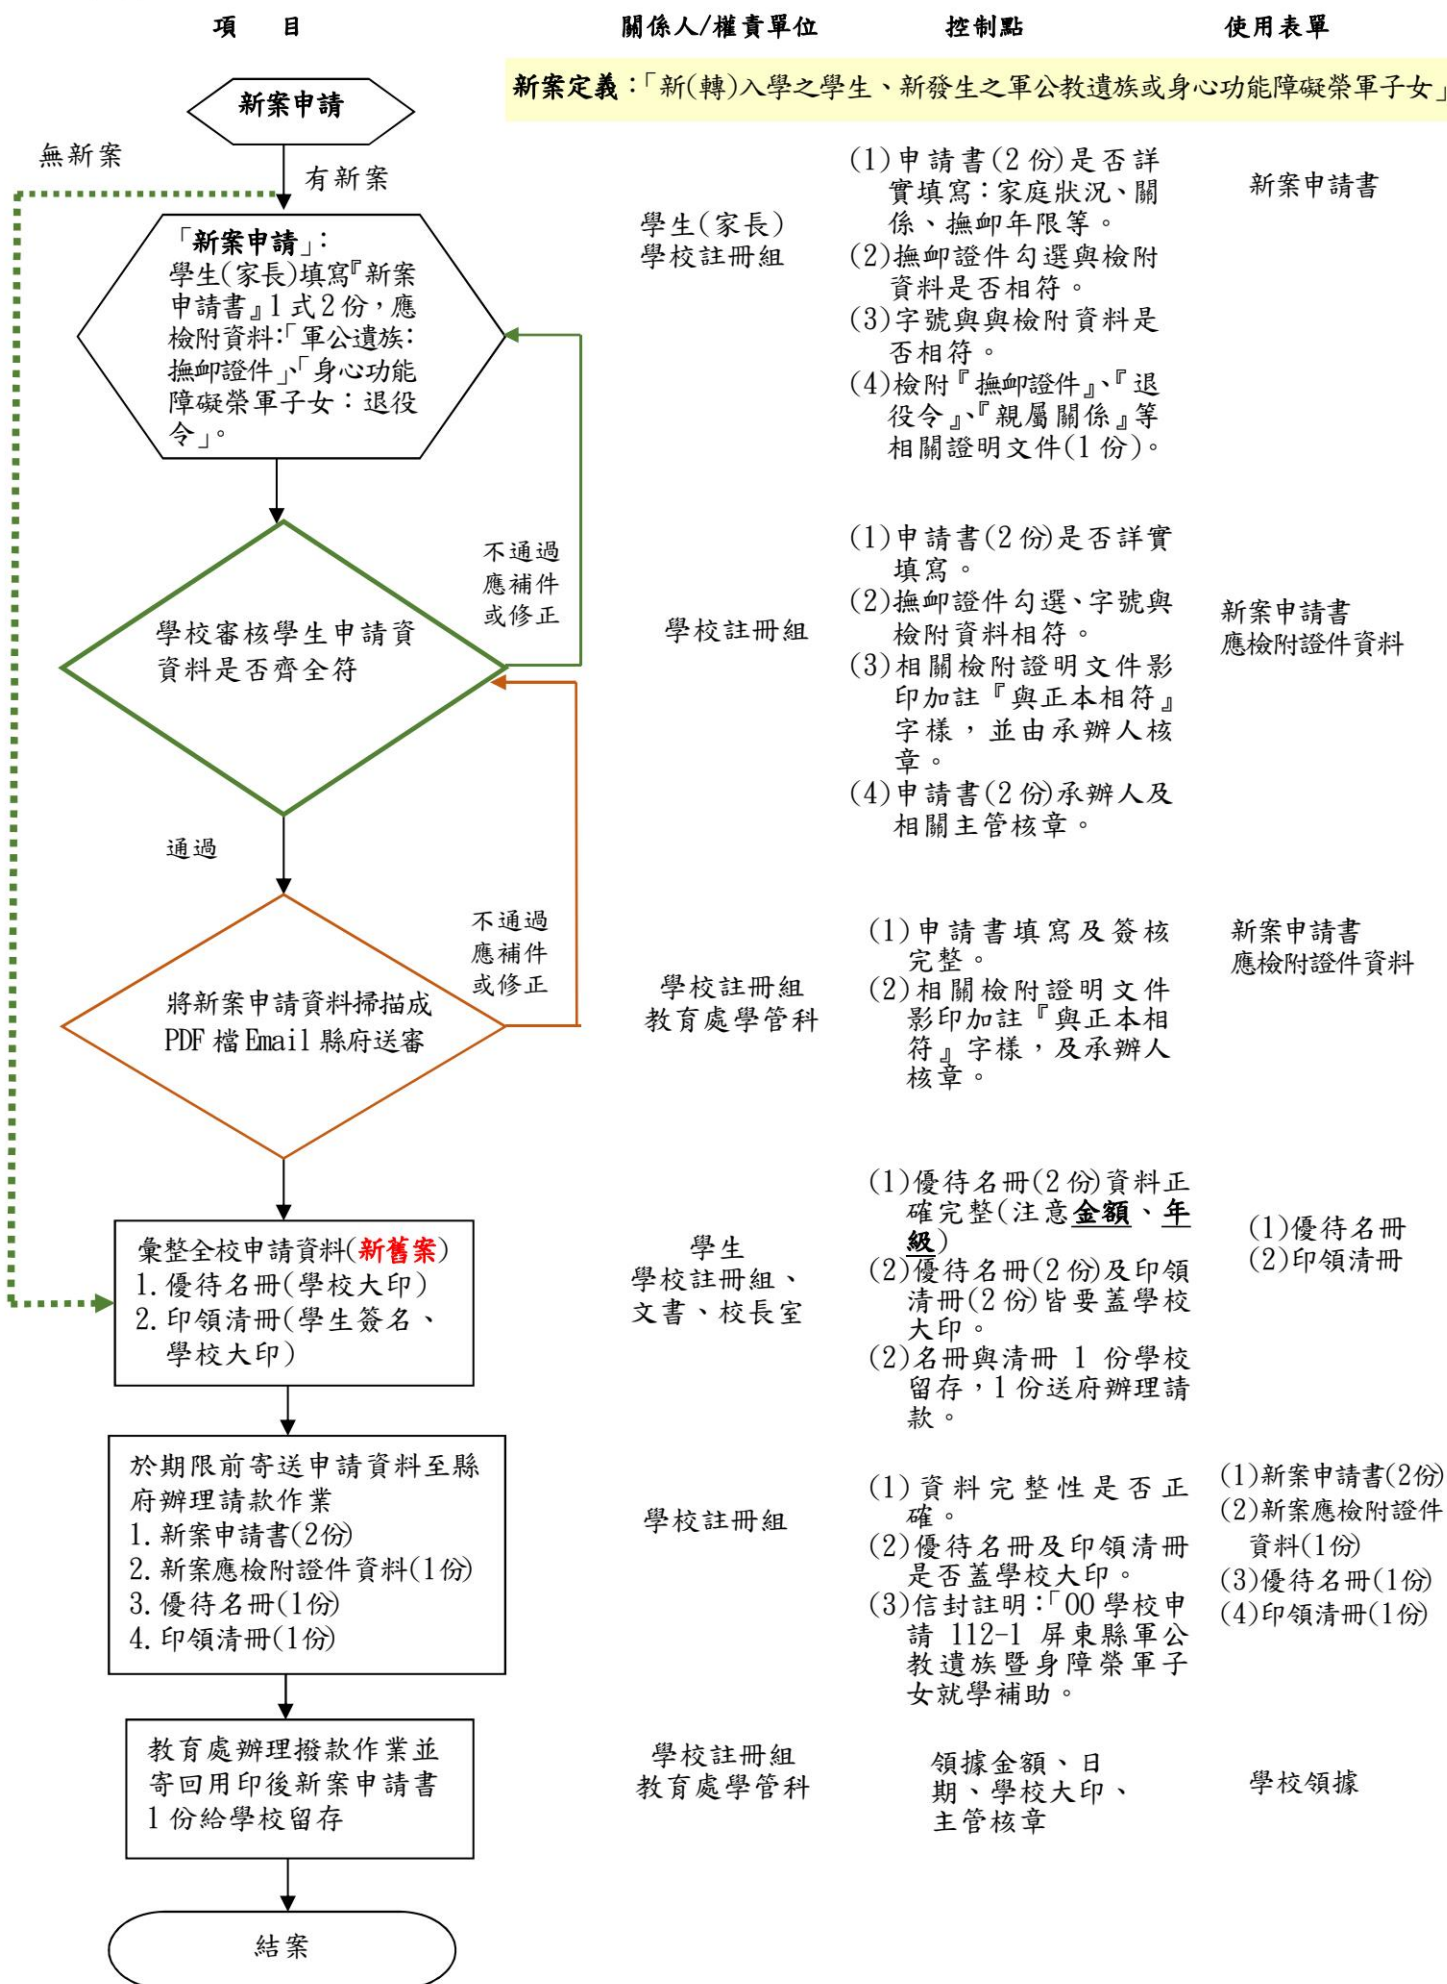 項 目 關係人/權責單位 控制點 使用表單
新案定義：「新(轉)入學之學生、新發生之軍公教遺族或身心功能障礙榮軍子女」
新案申請
無新案
有新案
「新案申請」：
學生(家長)填寫『新案
申請書』1式2份，應
檢附資料：「軍公遺族：
撫卹證件」、「身心功能
障礙榮軍子女：退役
令」。
學生(家長)
學校註冊組
(1)申請書(2份)是否詳
實填寫：家庭狀況、關
係、撫卹年限等。
(2)撫卹證件勾選與檢附
資料是否相符。
(3)字號與與檢附資料是
否相符。
(4)檢附『撫卹證件』、『退
役令』、『親屬關係』等
相關證明文件(1份)。
新案申請書
不通過
應補件
或修正
學校審核學生申請資
資料是否齊全符
學校註冊組
(1)申請書(2份)是否詳實
填寫。
(2)撫卹證件勾選、字號與
檢附資料相符。
(3)相關檢附證明文件影
印加註『與正本相符』
字樣，並由承辦人核
章。
(4)申請書(2份)承辦人及
相關主管核章。
新案申請書
應檢附證件資料
通過
不通過
應補件
或修正
將新案申請資料掃描成
PDF檔Email縣府送審
學校註冊組
教育處學管科
(1)申請書填寫及簽核
完整。
(2)相關檢附證明文件
影印加註『與正本相
符』字樣，及承辦人
核章。
新案申請書
應檢附證件資料
彙整全校申請資料(新舊案)
1.優待名冊(學校大印)
2.印領清冊(學生簽名、
學校大印)
學生
學校註冊組、
文書、校長室
(1)優待名冊(2份)資料正
確完整(注意金額、年
級)
(2)優待名冊(2份)及印領
清冊(2份)皆要蓋學校
大印。
(2)名冊與清冊 1 份學校
留存，1份送府辦理請
款。
(1)優待名冊
(2)印領清冊
於期限前寄送申請資料至縣
府辦理請款作業
1.新案申請書(2份)
2.新案應檢附證件資料(1份)
3.優待名冊(1份)
4.印領清冊(1份)
學校註冊組
(1)資料完整性是否正
確。
(2)優待名冊及印領清冊
是否蓋學校大印。
(3)信封註明：「00學校申
請 112-1 屏東縣軍公
教遺族暨身障榮軍子
女就學補助。
(1)新案申請書(2份)
(2)新案應檢附證件
資料(1份)
(3)優待名冊(1份)
(4)印領清冊(1份)
教育處辦理撥款作業並
寄回用印後新案申請書
1份給學校留存
學校註冊組
教育處學管科
領據金額、日
期、學校大印、
主管核章
學校領據
結案